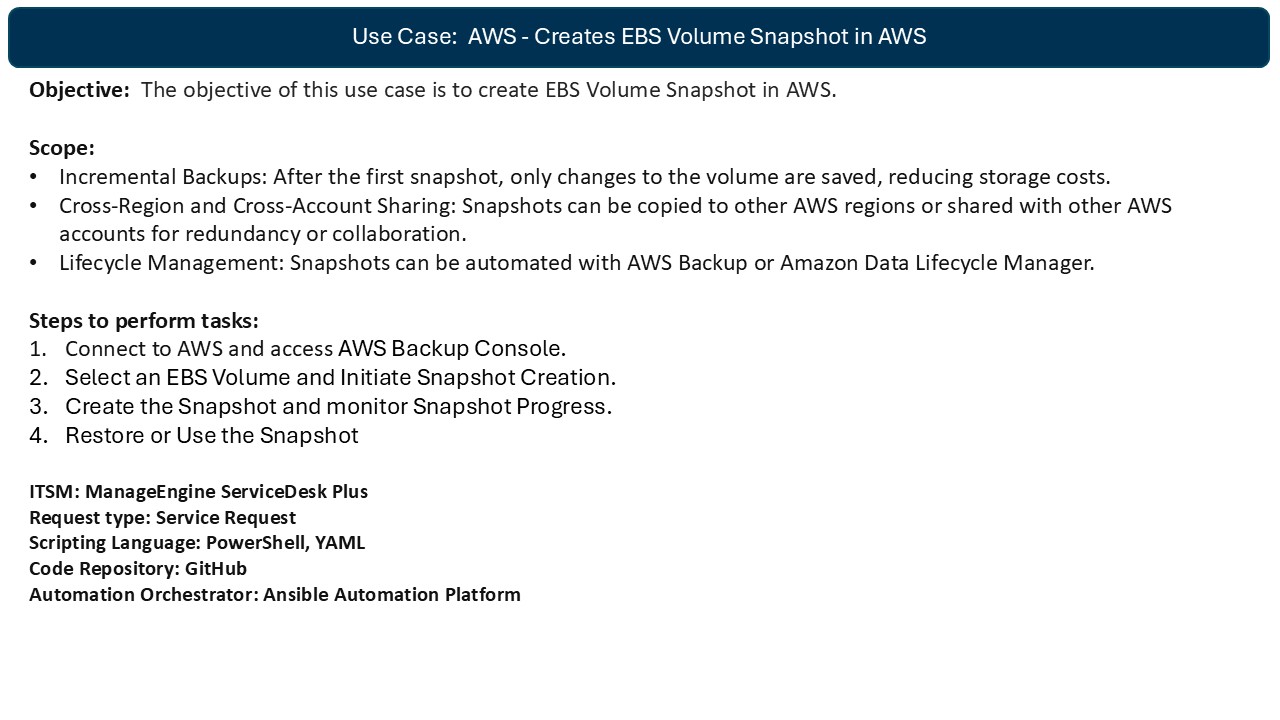 Use Case:  AWS - Creates EBS Volume Snapshot in AWS
Objective:  The objective of this use case is to create EBS Volume Snapshot in AWS.
Scope:
• Incremental Backups: After the first snapshot, only changes to the volume are saved, reducing storage costs.
• Cross-Region and Cross-Account Sharing: Snapshots can be copied to other AWS regions or shared with other AWS
accounts for redundancy or collaboration.
• Lifecycle Management: Snapshots can be automated with AWS Backup or Amazon Data Lifecycle Manager.
Steps to perform tasks:
1. Connect to AWS and access AWS Backup Console.
2. Select an EBS Volume and Initiate Snapshot Creation.
3. Create the Snapshot and monitor Snapshot Progress.
4. Restore or Use the Snapshot
ITSM: ManageEngine ServiceDesk Plus
Request type: Service Request
Scripting Language: PowerShell, YAML
Code Repository: GitHub
Automation Orchestrator: Ansible Automation Platform